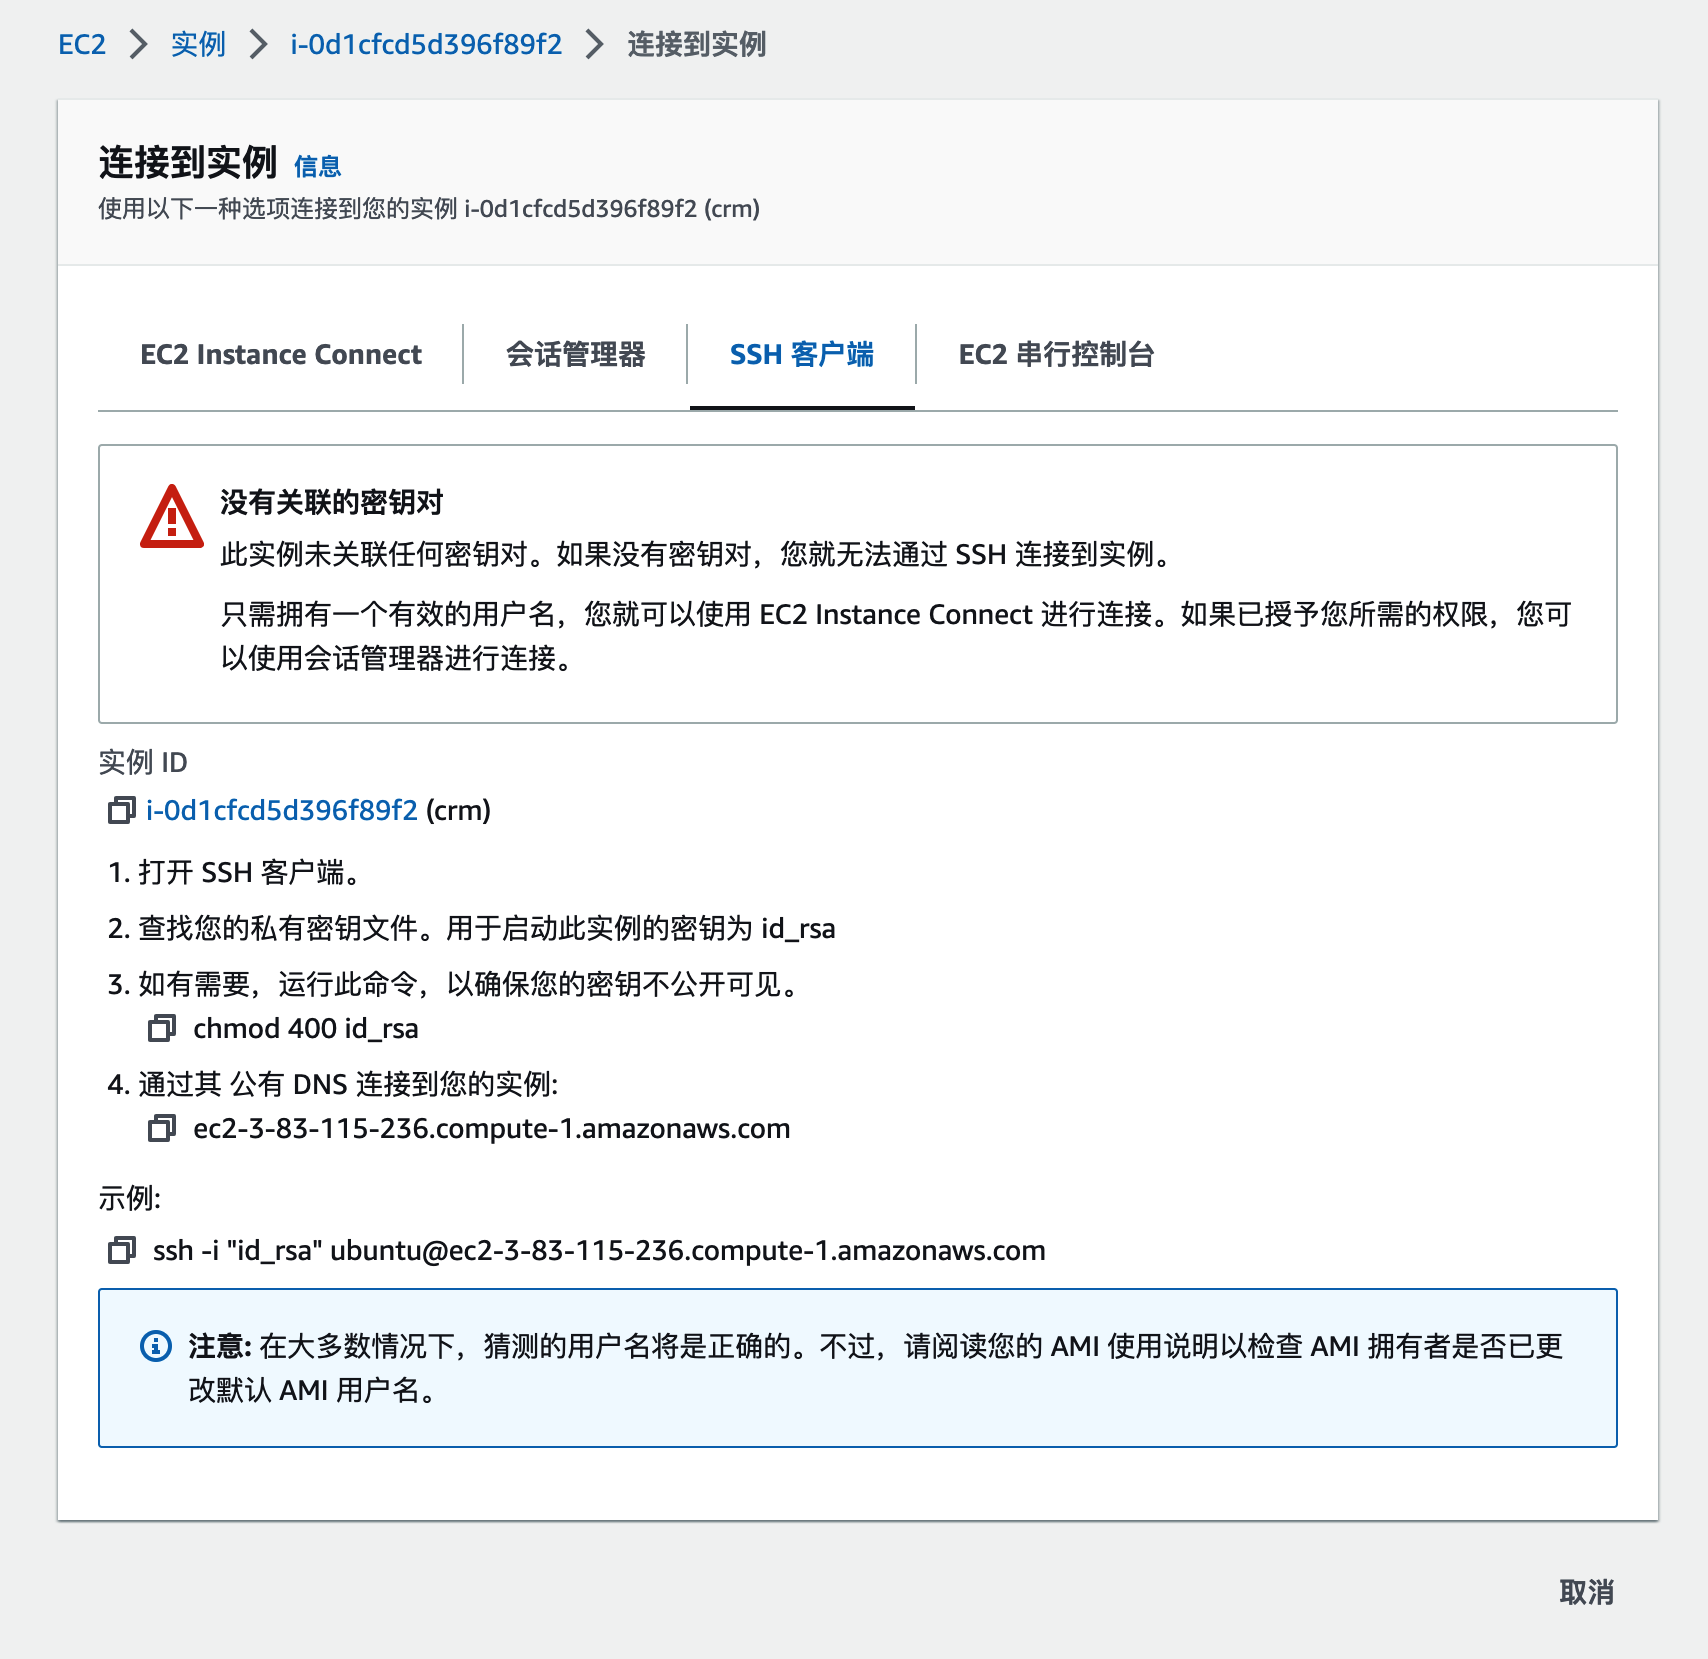 EC2 > 实例 > i-0d1cfcd5d396f89f2 > 连接到实例
连接到实例 信息
使用以下一种选项连接到您的实例 i-0d1cfcd5d396f89f2 (crm)
EC2 Instance Connect 会话管理器 SSH 客户端 EC2 串行控制台
没有关联的密钥对
此实例未关联任何密钥对。如果没有密钥对，您就无法通过 SSH 连接到实例。
只需拥有一个有效的用户名，您就可以使用 EC2 Instance Connect 进行连接。如果已授予您所需的权限，您可
以使用会话管理器进行连接。
实例 ID
i-0d1cfcd5d396f89f2 (crm)
1. 打开 SSH 客户端。
2. 查找您的私有密钥文件。用于启动此实例的密钥为 id_rsa
3. 如有需要，运行此命令，以确保您的密钥不公开可见。
chmod 400 id_rsa
4. 通过其 公有 DNS 连接到您的实例:
ec2-3-83-115-236.compute-1.amazonaws.com
示例:
ssh -i "id_rsa" ubuntu@ec2-3-83-115-236.compute-1.amazonaws.com
注意: 在大多数情况下，猜测的用户名将是正确的。不过，请阅读您的 AMI 使用说明以检查 AMI 拥有者是否已更
改默认 AMI 用户名。
取消